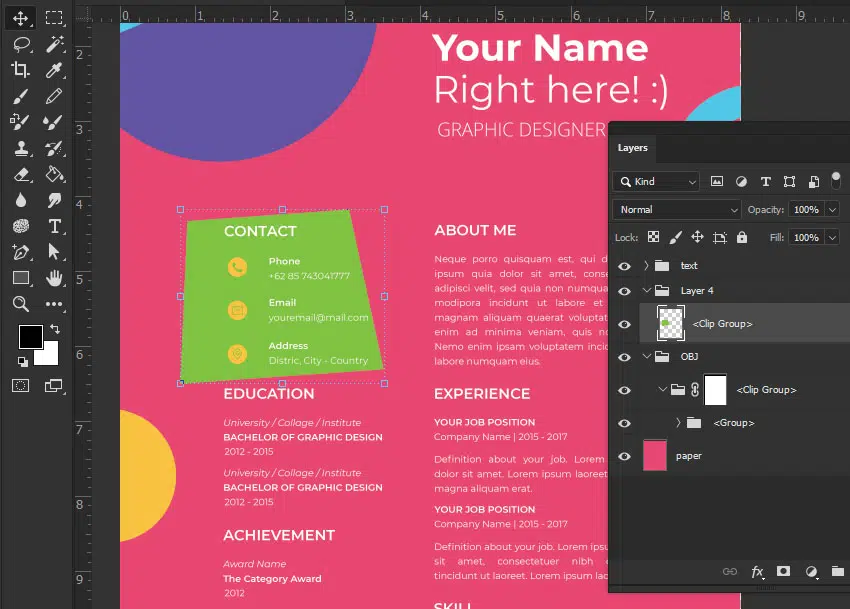 0 1 2 3 4 5 6 7 8 9
2
3
4
5
6
7
8
9
Your Name
Right here! :)
GRAPHIC DESIGNER
CONTACT
Phone
+62 85 743041777
Email
youremail@mail.com
Address
Distric, City - Country
EDUCATION
University / Collage / Institute
BACHELOR OF GRAPHIC DESIGN
2012 - 2015
University / Collage / Institute
BACHELOR OF GRAPHIC DESIGN
2012 - 2015
ACHIEVEMENT
Award Name
The Category Award
2012
ABOUT ME
Neque porro quisquam est, qui d
ipsum quia dolor sit amet, conse
adipisci velit, sed quia non numqua
modipora incidunt ut labore et
magnam aliquam quaerat voluptat
enim ad minima veniam, quis no
Nemo enim ipsam voluptatem inci
labore magnam aliquam eius.
EXPERIENCE
YOUR JOB POSITION
Company Name | 2015 - 2017
Definition about your job. Lorem
dolor sit amet. Lorem ipsum laoreet
magna aliquam erat.
YOUR JOB POSITION
Company Name | 2015 - 2017
Definition about your job. Lorem ipsu
sit amet, consectetuer nibh
tincidunt ut laoreet. Lorem ipsum lao
SKILL
Layers
Kind
Normal
Opacity: 100%
Lock:
Fill: 100%
text
Layer 4
<Clip Group>
OBJ
<Clip Group>
<Group>
paper
fx